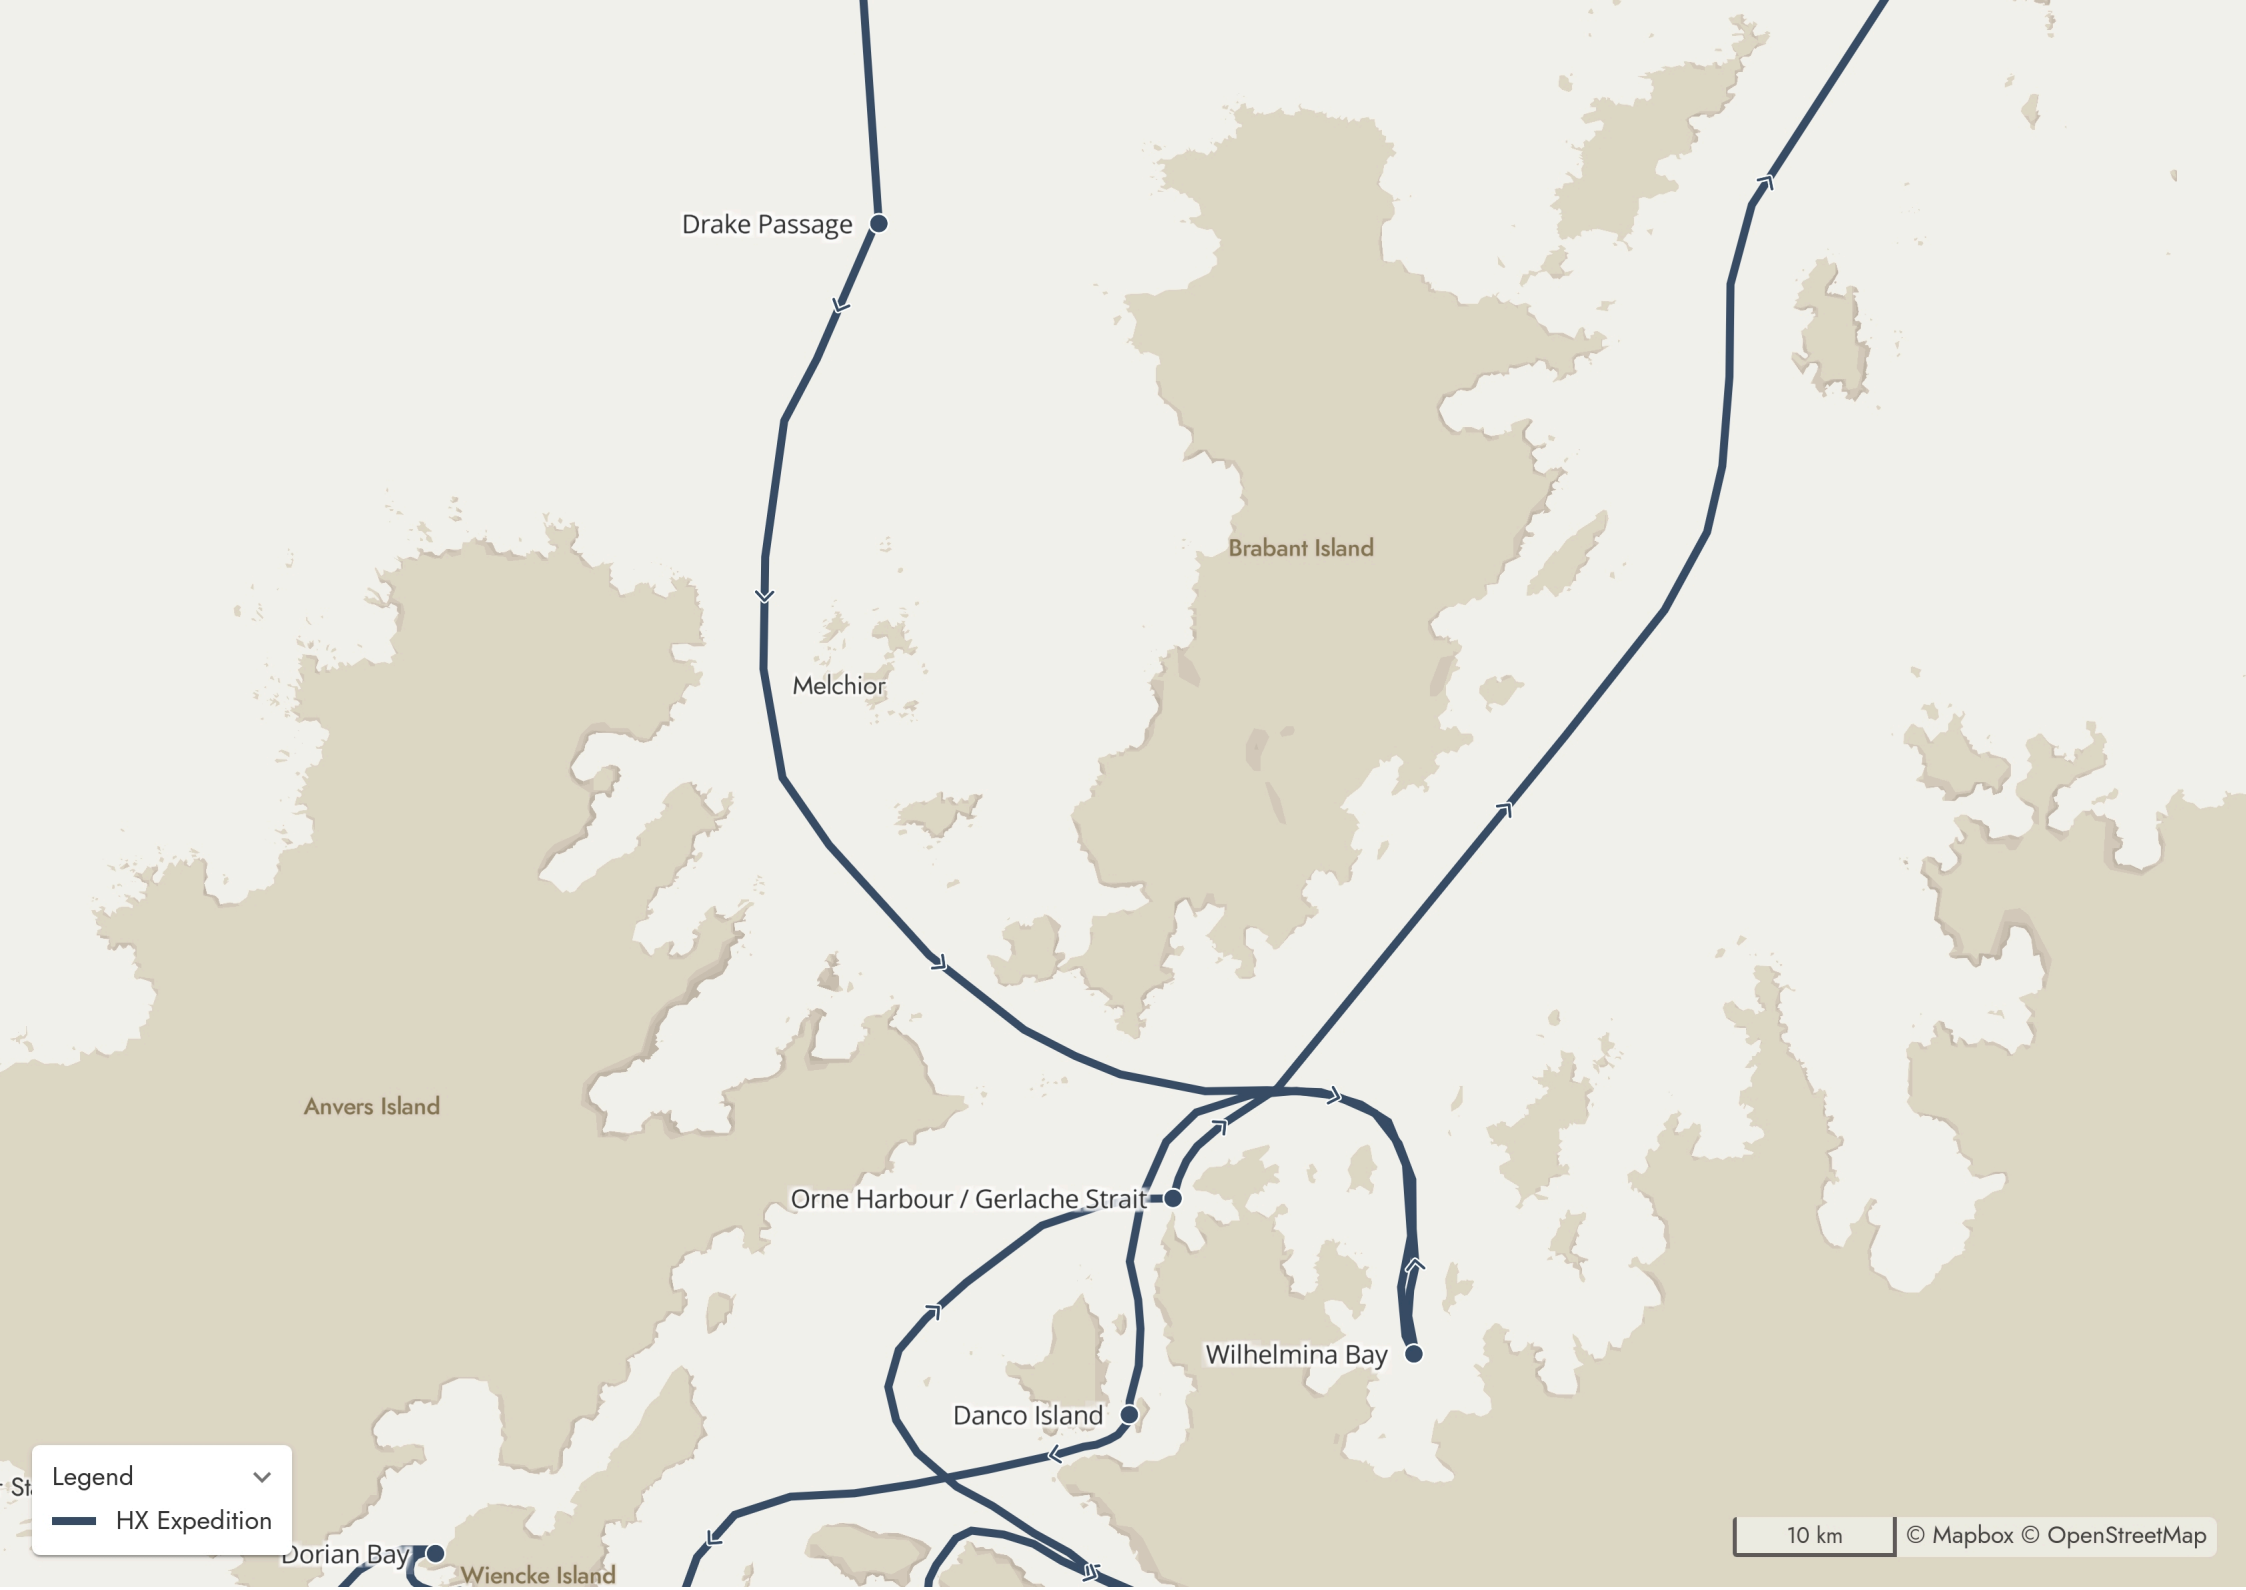 Drake Passage
Brabant Island
Melchior
Anvers Island
Orne Harbour / Gerlache Strait
Wilhelmina Bay
Danco Island
Legend
HX Expedition
10 km
© Mapbox © OpenStreetMap
Dorian Bay
Wiencke Island